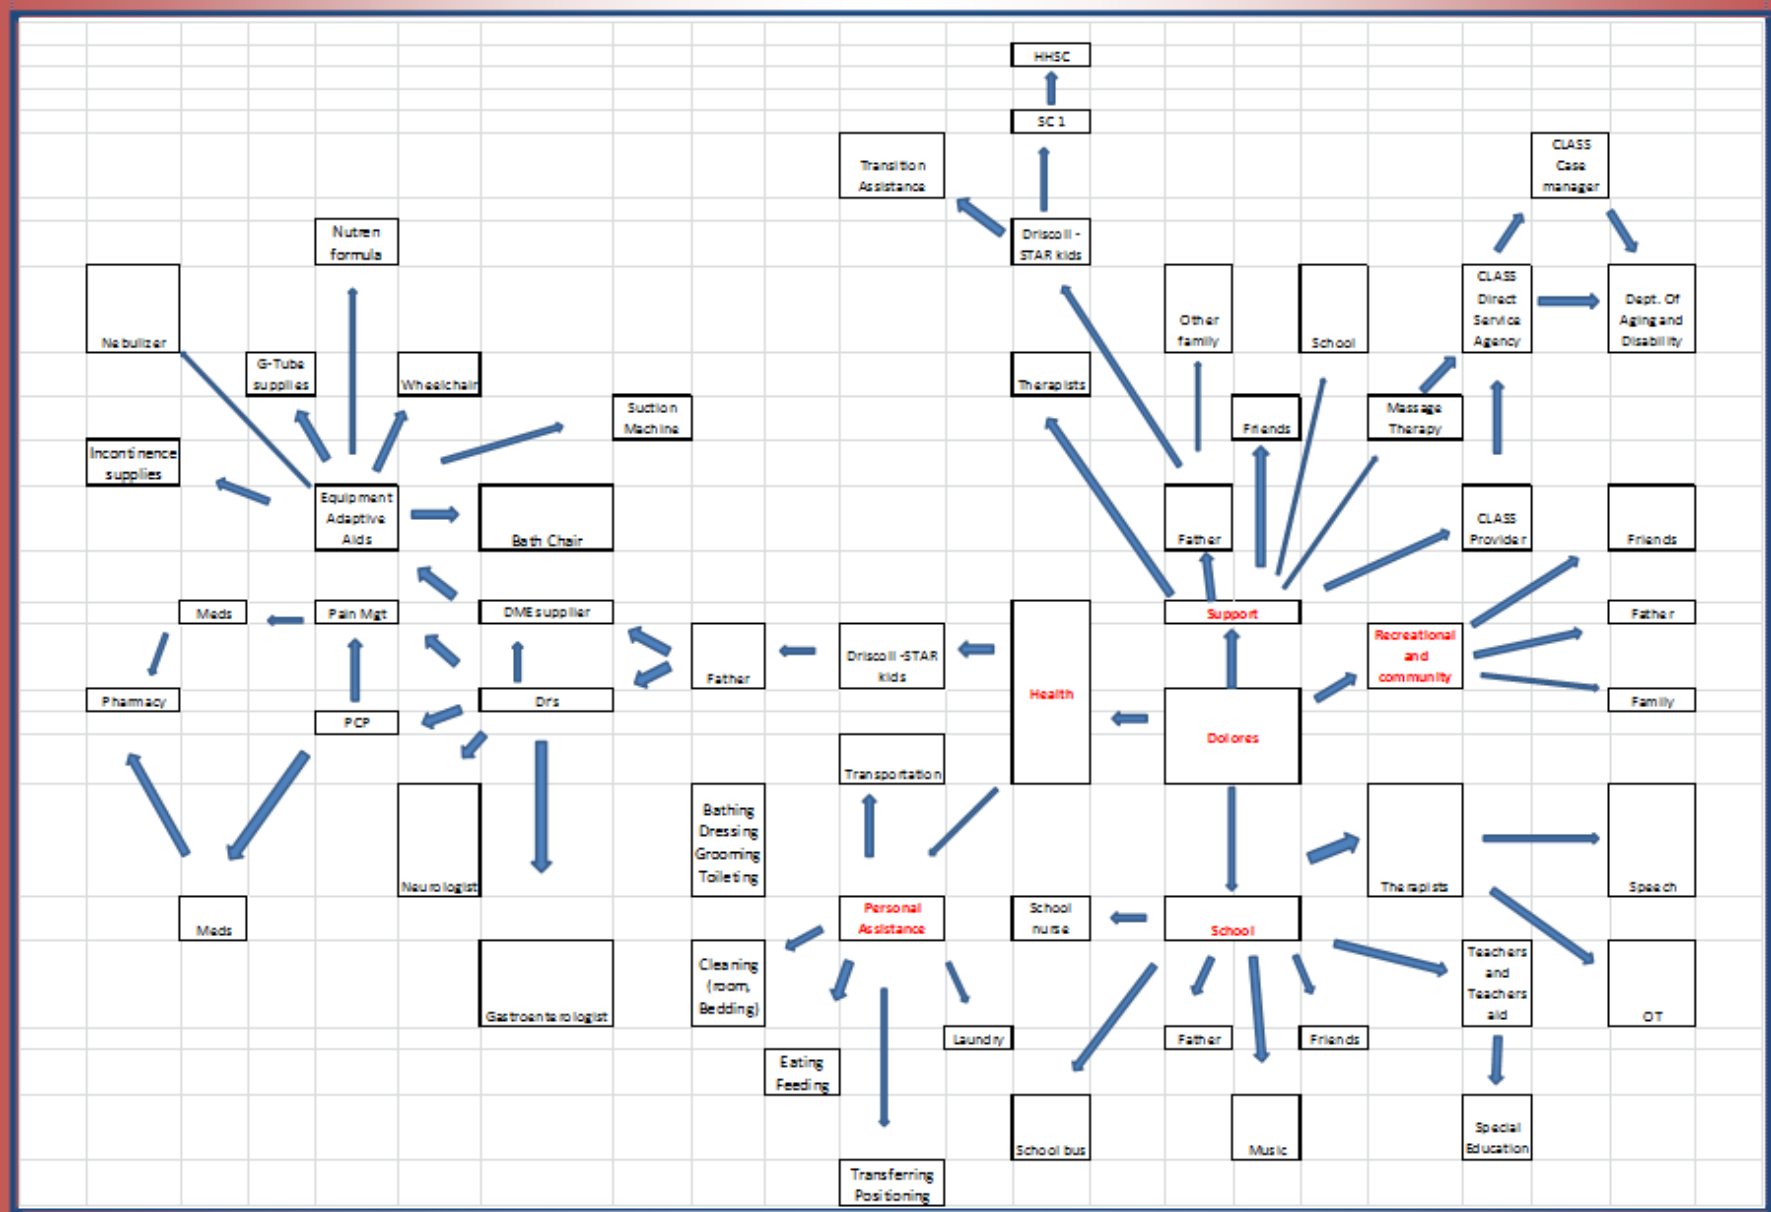 HHSC
SC 1
Transition
Assistance
CLASS
Case
manager
Nutren
formula
Driscoll -
STAR kids
Nebulizer
Other
family
School
CLASS
Direct
Service
Agency
Dept. Of
Aging and
Disability
G-Tube
supplies
Wheelchair
Therapists
Suction
Machine
Friends
Massage
Therapy
Incontinence
supplies
Equipment
Adaptive
Aids
Bath Chair
Father
CLASS
Provider
Friends
Meds
Pain Mgt
DME supplier
Support
Father
Father
Driscoll -STAR
kids
Health
Recreational
and
community
Pharmacy
Dr's
Family
PCP
Dolores
Transportation
Neurologist
Bathing
Dressing
Grooming
Toileting
Therapists
Speech
Meds
Personal
Assistance
School
nurse
School
Gastroenterologist
Cleaning
(room,
Bedding)
Teachers
and
Teachers
aid
OT
Laundry
Father
Friends
Eating
Feeding
School bus
Music
Special
Education
Transferring
Positioning